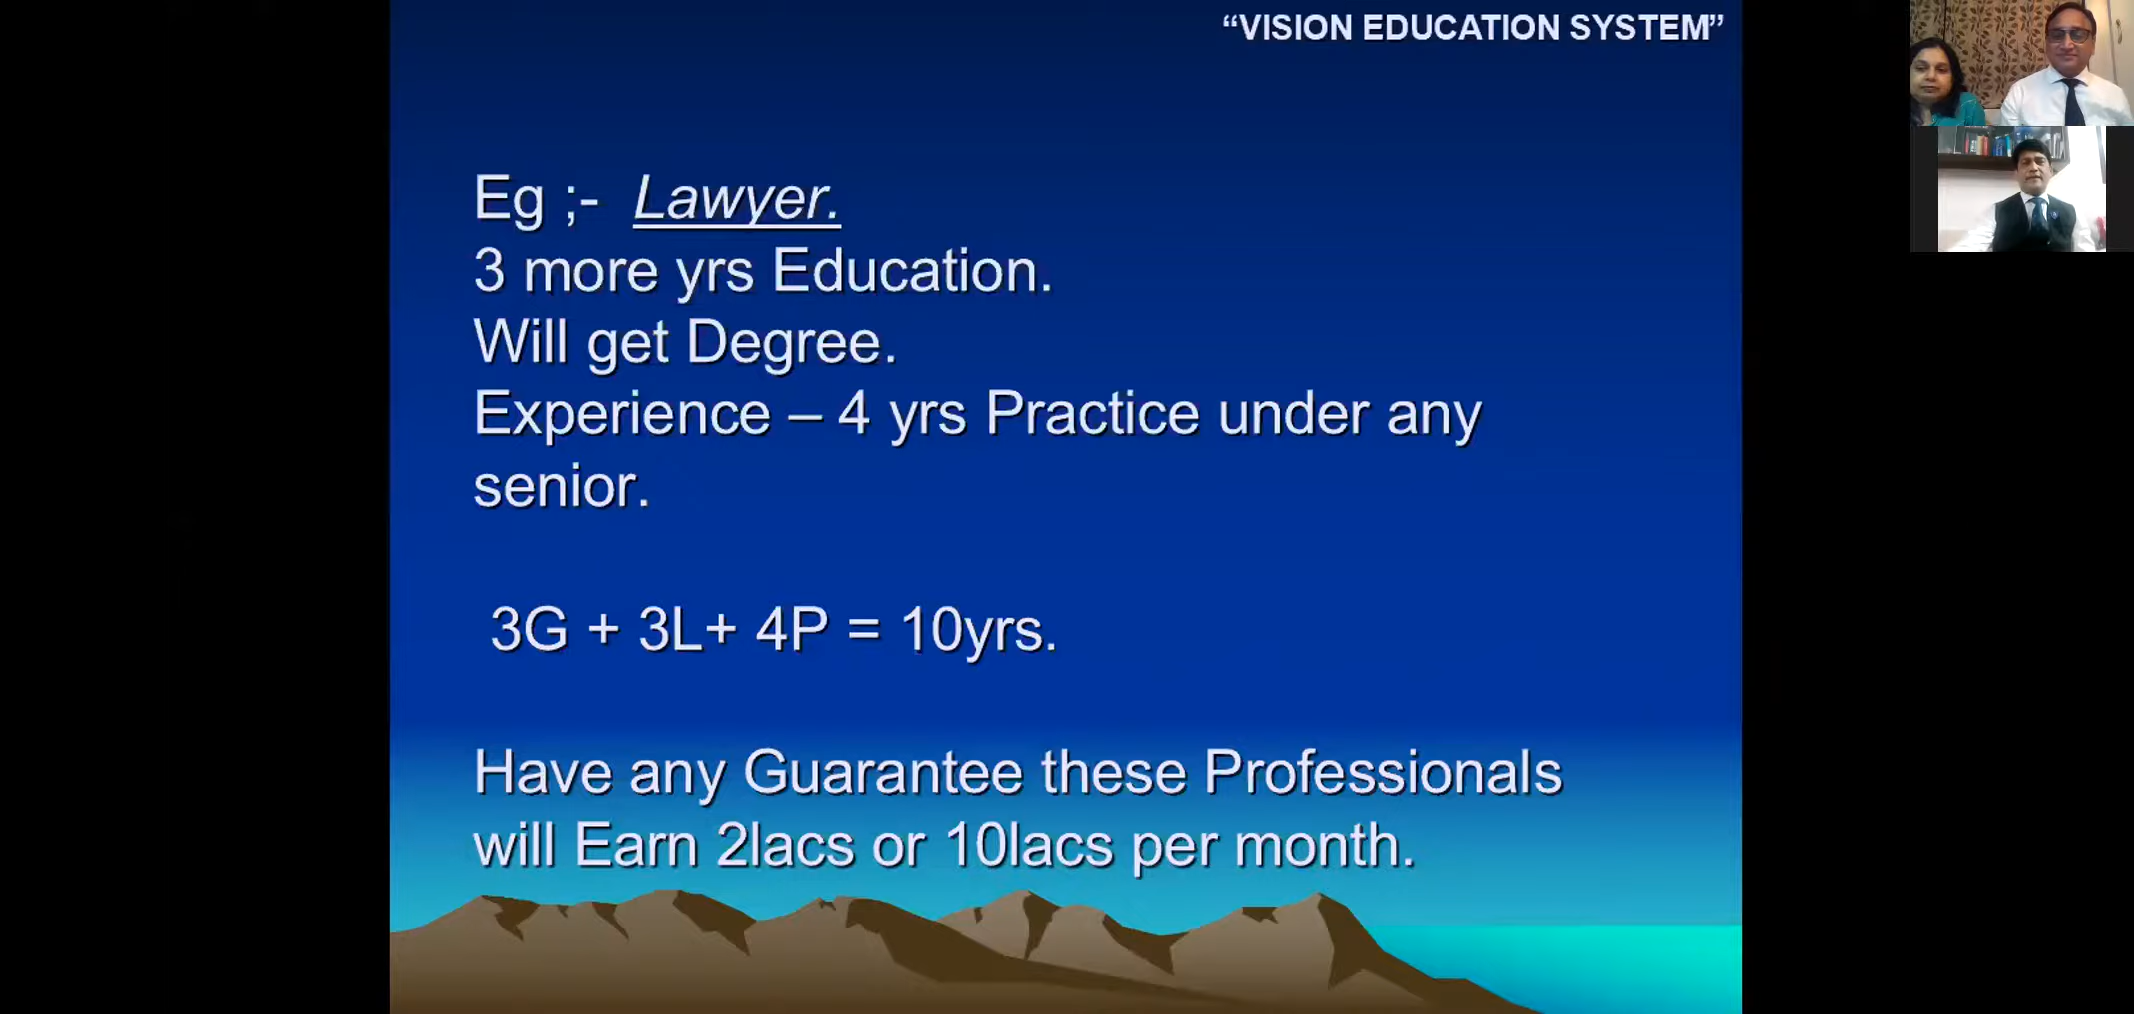 “VISION EDUCATION SYSTEM”
Eg ;- Lawyer.
3 more yrs Education.
Will get Degree.
Experience – 4 yrs Practice under any
senior.
3G + 3L+ 4P = 10yrs.
Have any Guarantee these Professionals
will Earn 2lacs or 10lacs per month.